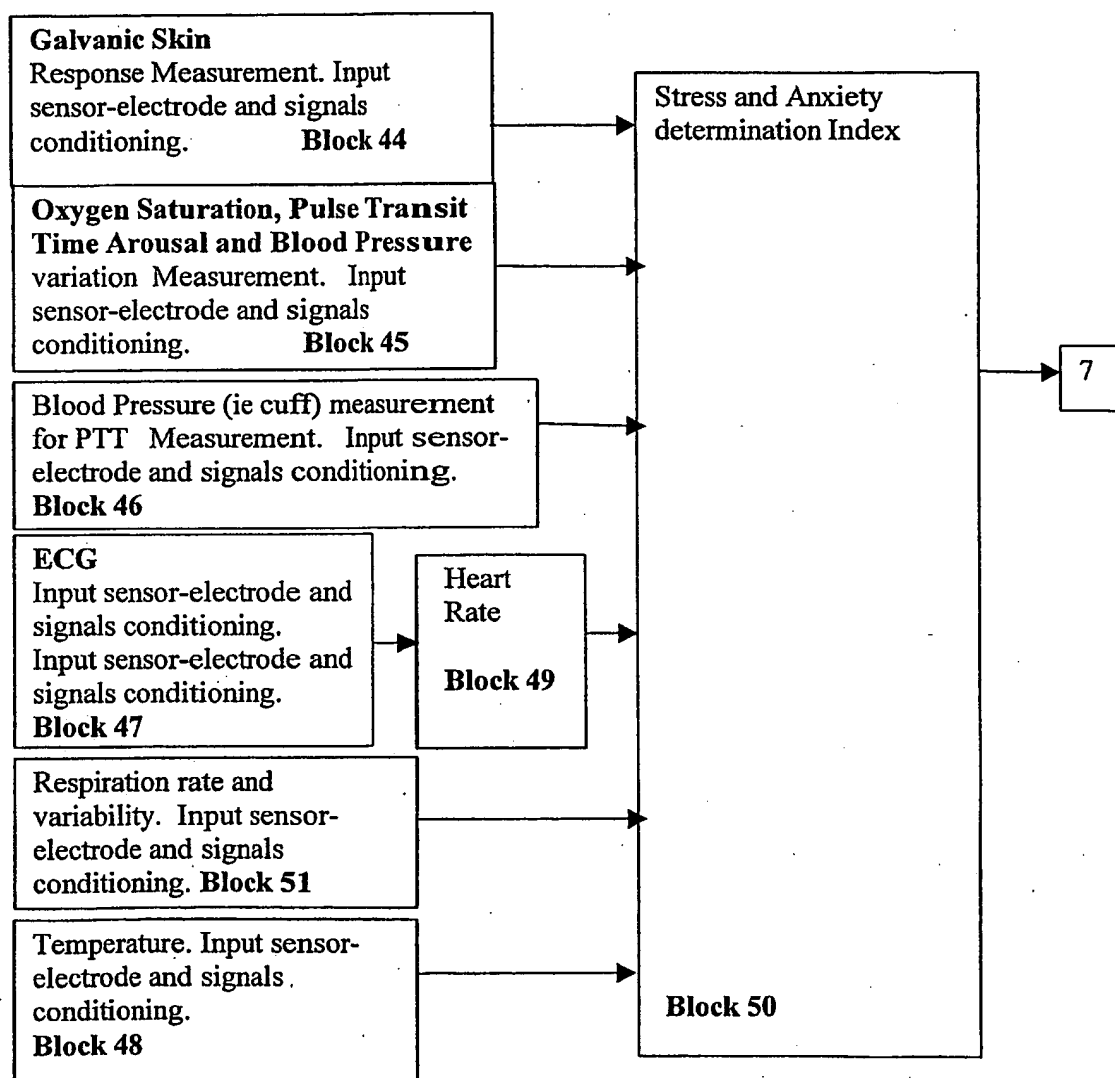 Galvanic Skin
Response Measurement. Input
sensor-electrode and signals
conditioning. Block 44
Oxygen Saturation, Pulse Transit
Time Arousal and Blood Pressure
variation Measurement. Input
sensor-electrode and signals
conditioning. Block 45
Blood Pressure (ie cuff) measurement
for PTT Measurement. Input sensor-
electrode and signals conditioning.
Block 46
ECG
Input sensor-electrode and
signals conditioning.
Input sensor-electrode and
signals conditioning.
Block 47
Heart
Rate
Block 49
Respiration rate and
variability. Input sensor-
electrode and signals
conditioning. Block 51
Temperature. Input sensor-
electrode and signals
conditioning.
Block 48
Stress and Anxiety
determination Index
Block 50
7